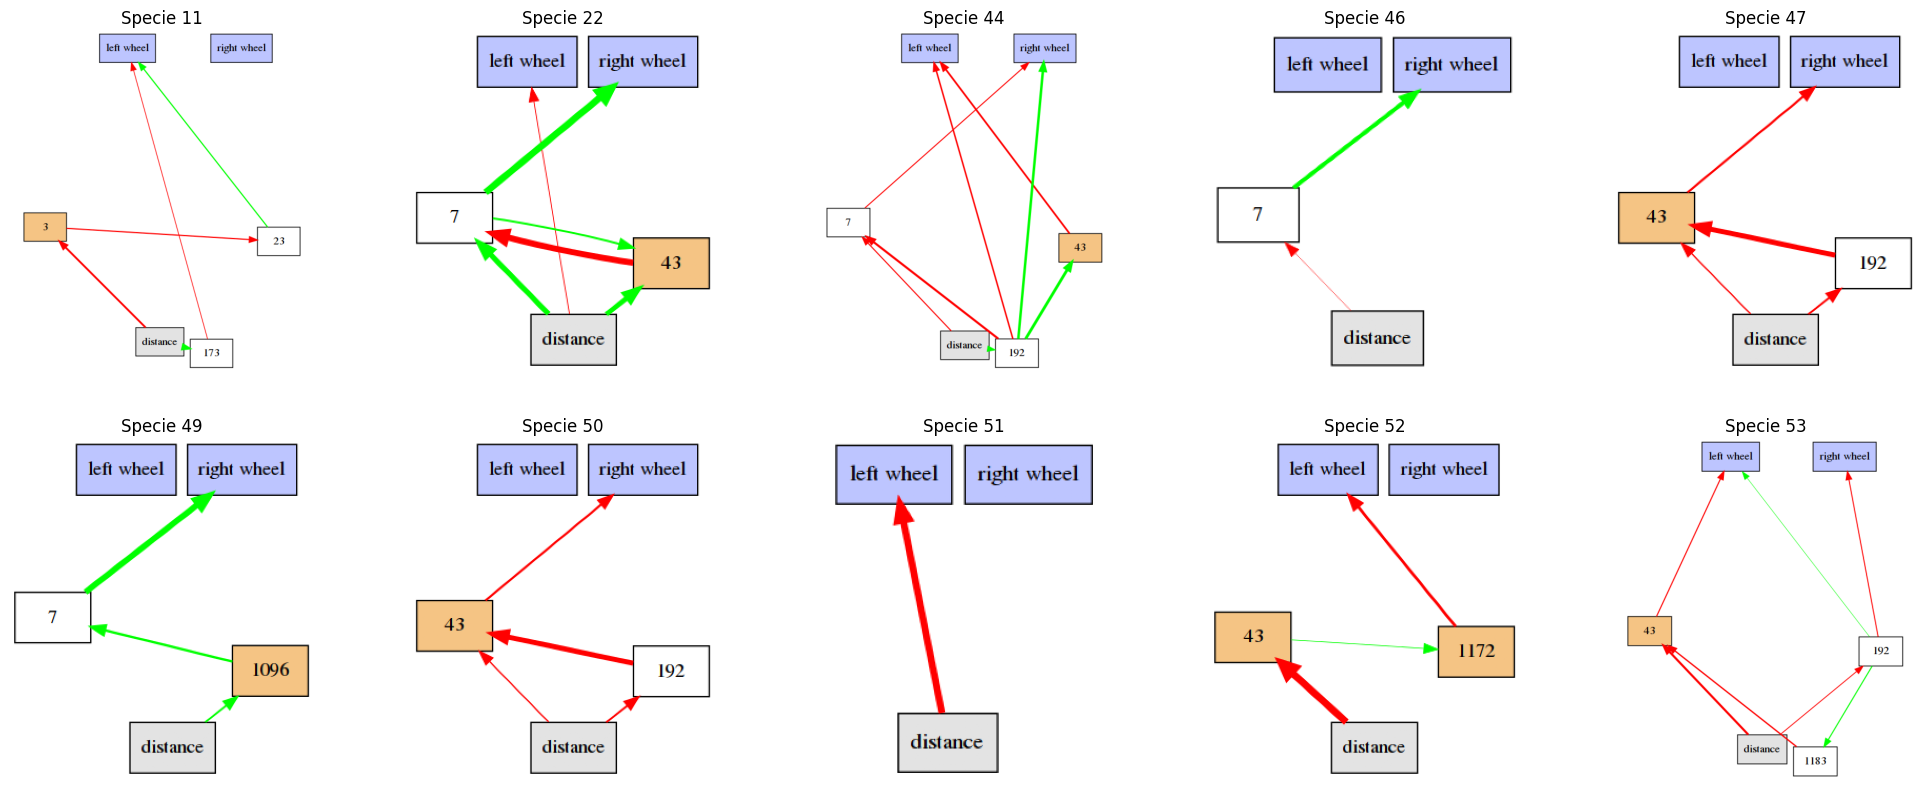 Specie 11
left wheel
right wheel
3
23
distance
173
Specie 22
left wheel
right wheel
7
43
distance
Specie 44
left wheel
right wheel
7
43
distance
192
Specie 46
left wheel
right wheel
7
distance
Specie 47
left wheel
right wheel
43
192
distance
Specie 49
left wheel
right wheel
7
1096
distance
Specie 50
left wheel
right wheel
43
192
distance
Specie 51
left wheel
right wheel
distance
Specie 52
left wheel
right wheel
43
1172
distance
Specie 53
left wheel
right wheel
43
192
distance
1183